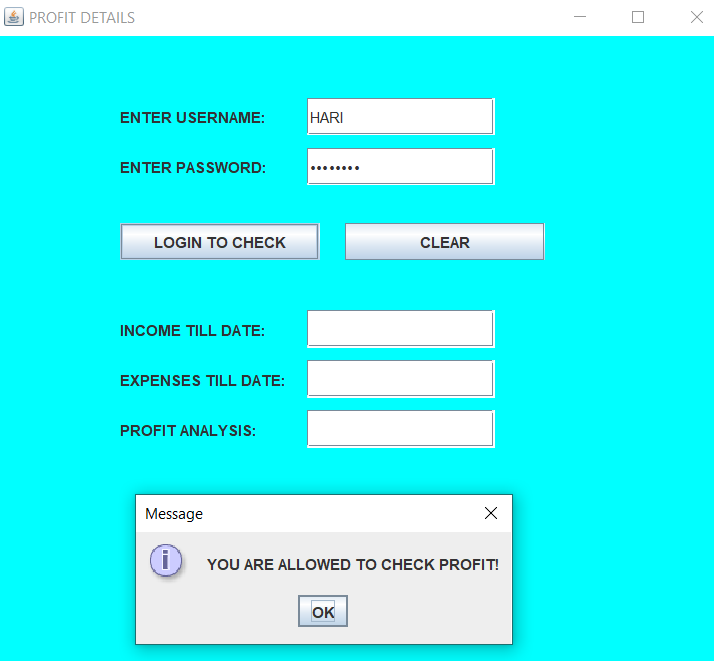 PROFIT DETAILS
ENTER USERNAME: HARI
ENTER PASSWORD: ••••••••
LOGIN TO CHECK CLEAR
INCOME TILL DATE:
EXPENSES TILL DATE:
PROFIT ANALYSIS:
Message
i YOU ARE ALLOWED TO CHECK PROFIT!
OK